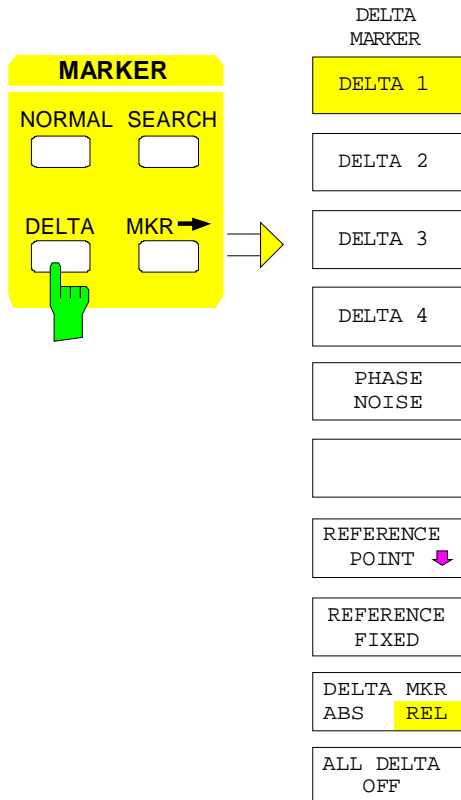 MARKER
NORMAL SEARCH
DELTA MKR
DELTA
MARKER
DELTA 1
DELTA 2
DELTA 3
DELTA 4
PHASE
NOISE
REFERENCE
POINT
REFERENCE
FIXED
DELTA MKR
ABS REL
ALL DELTA
OFF